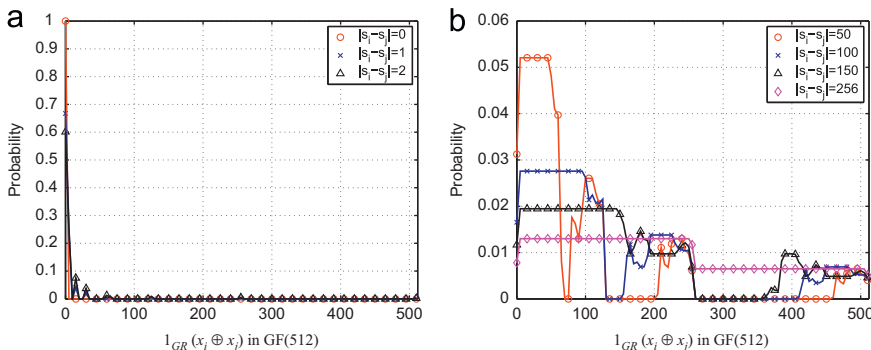 a
1
0.9
0.8
0.7
0.6
0.5
0.4
0.3
0.2
0.1
0
Probability
0 100 200 300 400 500
1GR (xi ⊕ xj) in GF(512)
|si−sj|=0
|si−sj|=1
|si−sj|=2
b
0.06
0.05
0.04
0.03
0.02
0.01
0
Probability
0 100 200 300 400 500
1GR (xi ⊕ xj) in GF(512)
|si−sj|=50
|si−sj|=100
|si−sj|=150
|si−sj|=256